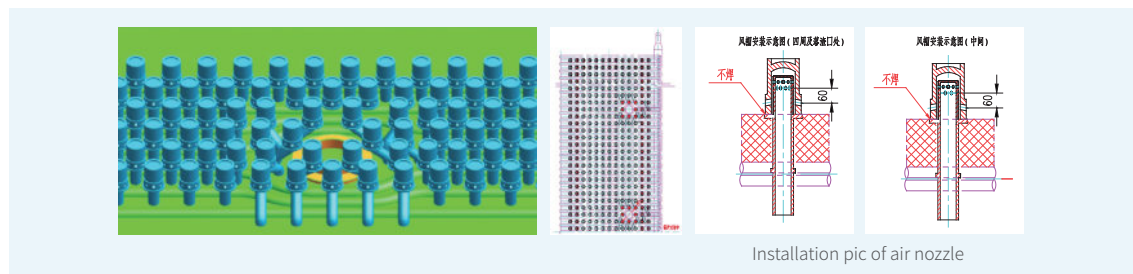 风帽安装示意图(四周及落渣口处)
不焊
60
风帽安装示意图(中间)
不焊
60
Installation pic of air nozzle